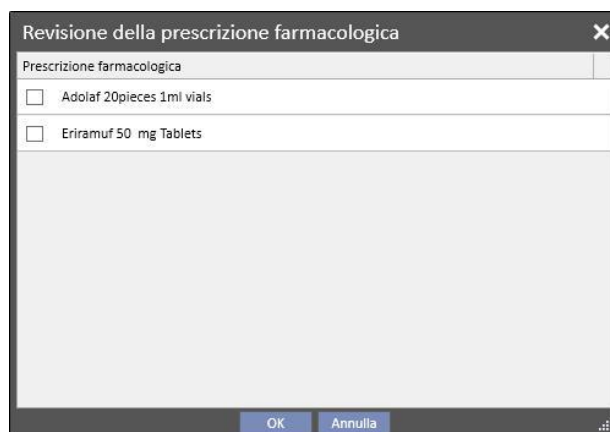 Revisione della prescrizione farmacologica
Prescrizione farmacologica
Adolaf 20pieces 1ml vials
Eriramuf 50 mg Tablets
OK Annulla